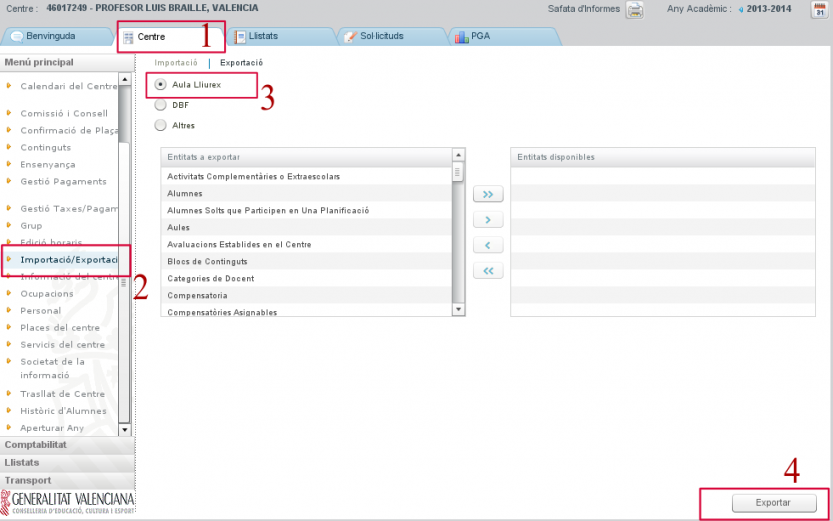 Centre : 46017249 - PROFESOR LUIS BRAILLE, VALENCIA
Safata d'Informes
Any Acadèmic : 2013-2014
31
Benvinguda
Centre
1
Llistats
Sol·licituds
PGA
Menú principal
Importació | Exportació
Calendari del Centre
Comissió i Consell
Confirmació de Plaça
Continguts
Ensenyança
Gestió Pagaments
Gestió Taxes/Pagam
Grup
Edició horaris
Importació/Exportaci
Informació del centre
2
Ocupacions
Personal
Places del centre
Servicis del centre
Societat de la
informació
Trasllat de Centre
Històric d'Alumnes
Aperturar Any
Comptabilitat
Llistats
Transport
GENERALITAT VALENCIANA
CONSELLERIA D'EDUCACIÓ, CULTURA I ESPORT
Aula Lliurex
3
DBF
Altres
Entitats a exportar
Activitats Complementàries o Extraescolars
Alumnes
Alumnes Solts que Participen en Una Planificació
Aules
Avaluacions Establides en el Centre
Blocs de Continguts
Categories de Docent
Compensatoria
Compensatòries Asignables
>>
>
<
<<
Entitats disponibles
4
Exportar